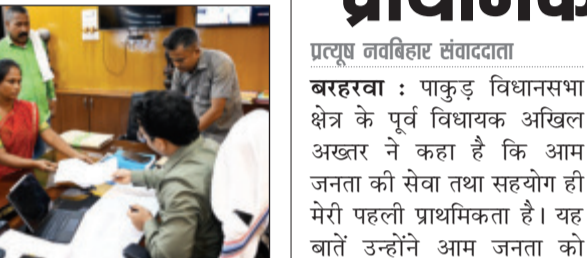 प्रत्यूष नवबिहार संवाददाता
बरहरवा : पाकुड़ विधानसभा
क्षेत्र के पूर्व विधायक अखिल
अख्तर ने कहा है कि आम
जनता की सेवा तथा सहयोग ही
मेरी पहली प्राथमिकता है। यह
बातें उन्होंने आम जनता को